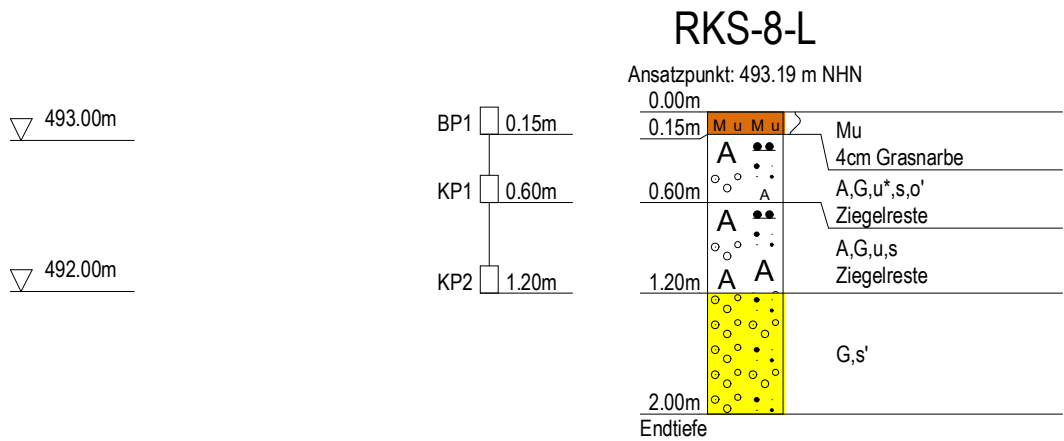 RKS-8-L
Ansatzpunkt: 493.19 m NHN
493.00m
492.00m
BP1 0.15m
KP1 0.60m
KP2 1.20m
0.00m
0.15m
0.60m
1.20m
2.00m
Endtiefe
M u M u
A
A
A
A A
Mu
4cm Grasnarbe
A,G,u*,s,o'
Ziegelreste
A,G,u,s
Ziegelreste
G,s'